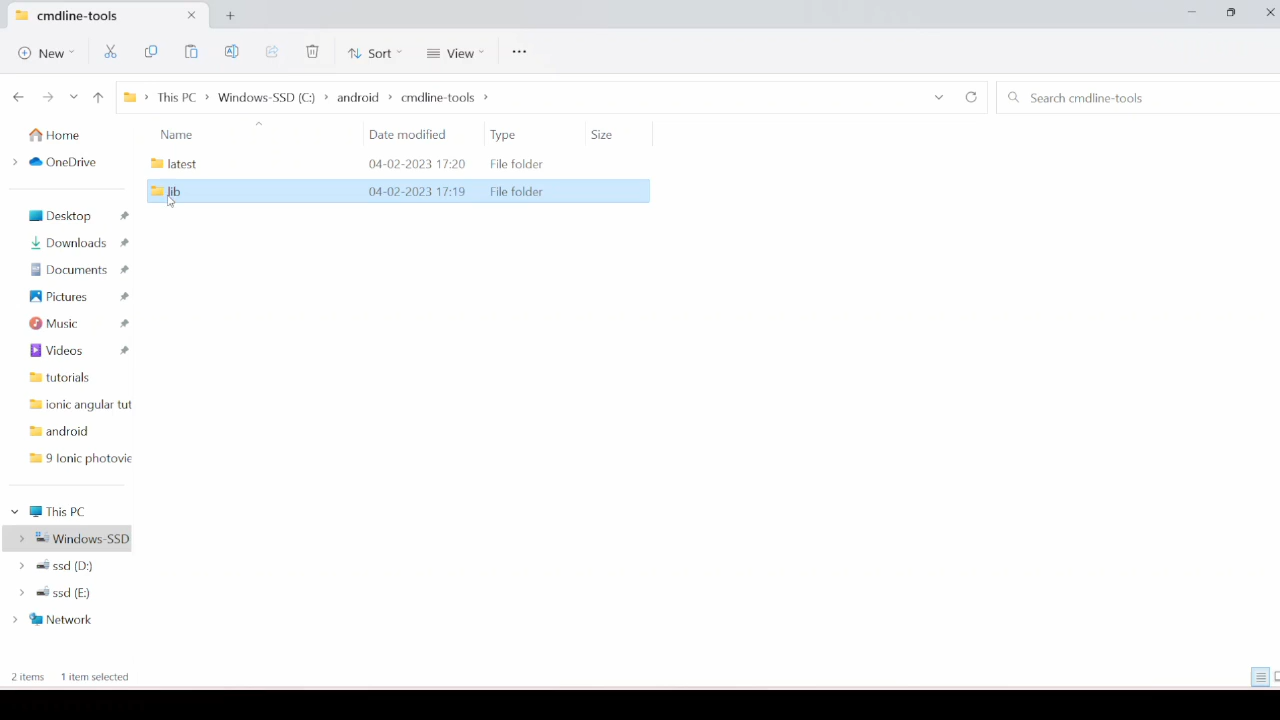 cmdline-tools
New
Sort
View
This PC
Windows-SSD (C:)
android
cmdline-tools
Search cmdline-tools
Home
OneDrive
Desktop
Downloads
Documents
Pictures
Music
Videos
tutorials
ionic angular tut
android
9 Ionic photovie
This PC
Windows-SSD
ssd (D:)
ssd (E:)
Network
Name Date modified Type Size
latest 04-02-2023 17:20 File folder
lib 04-02-2023 17:19 File folder
2 items 1 item selected